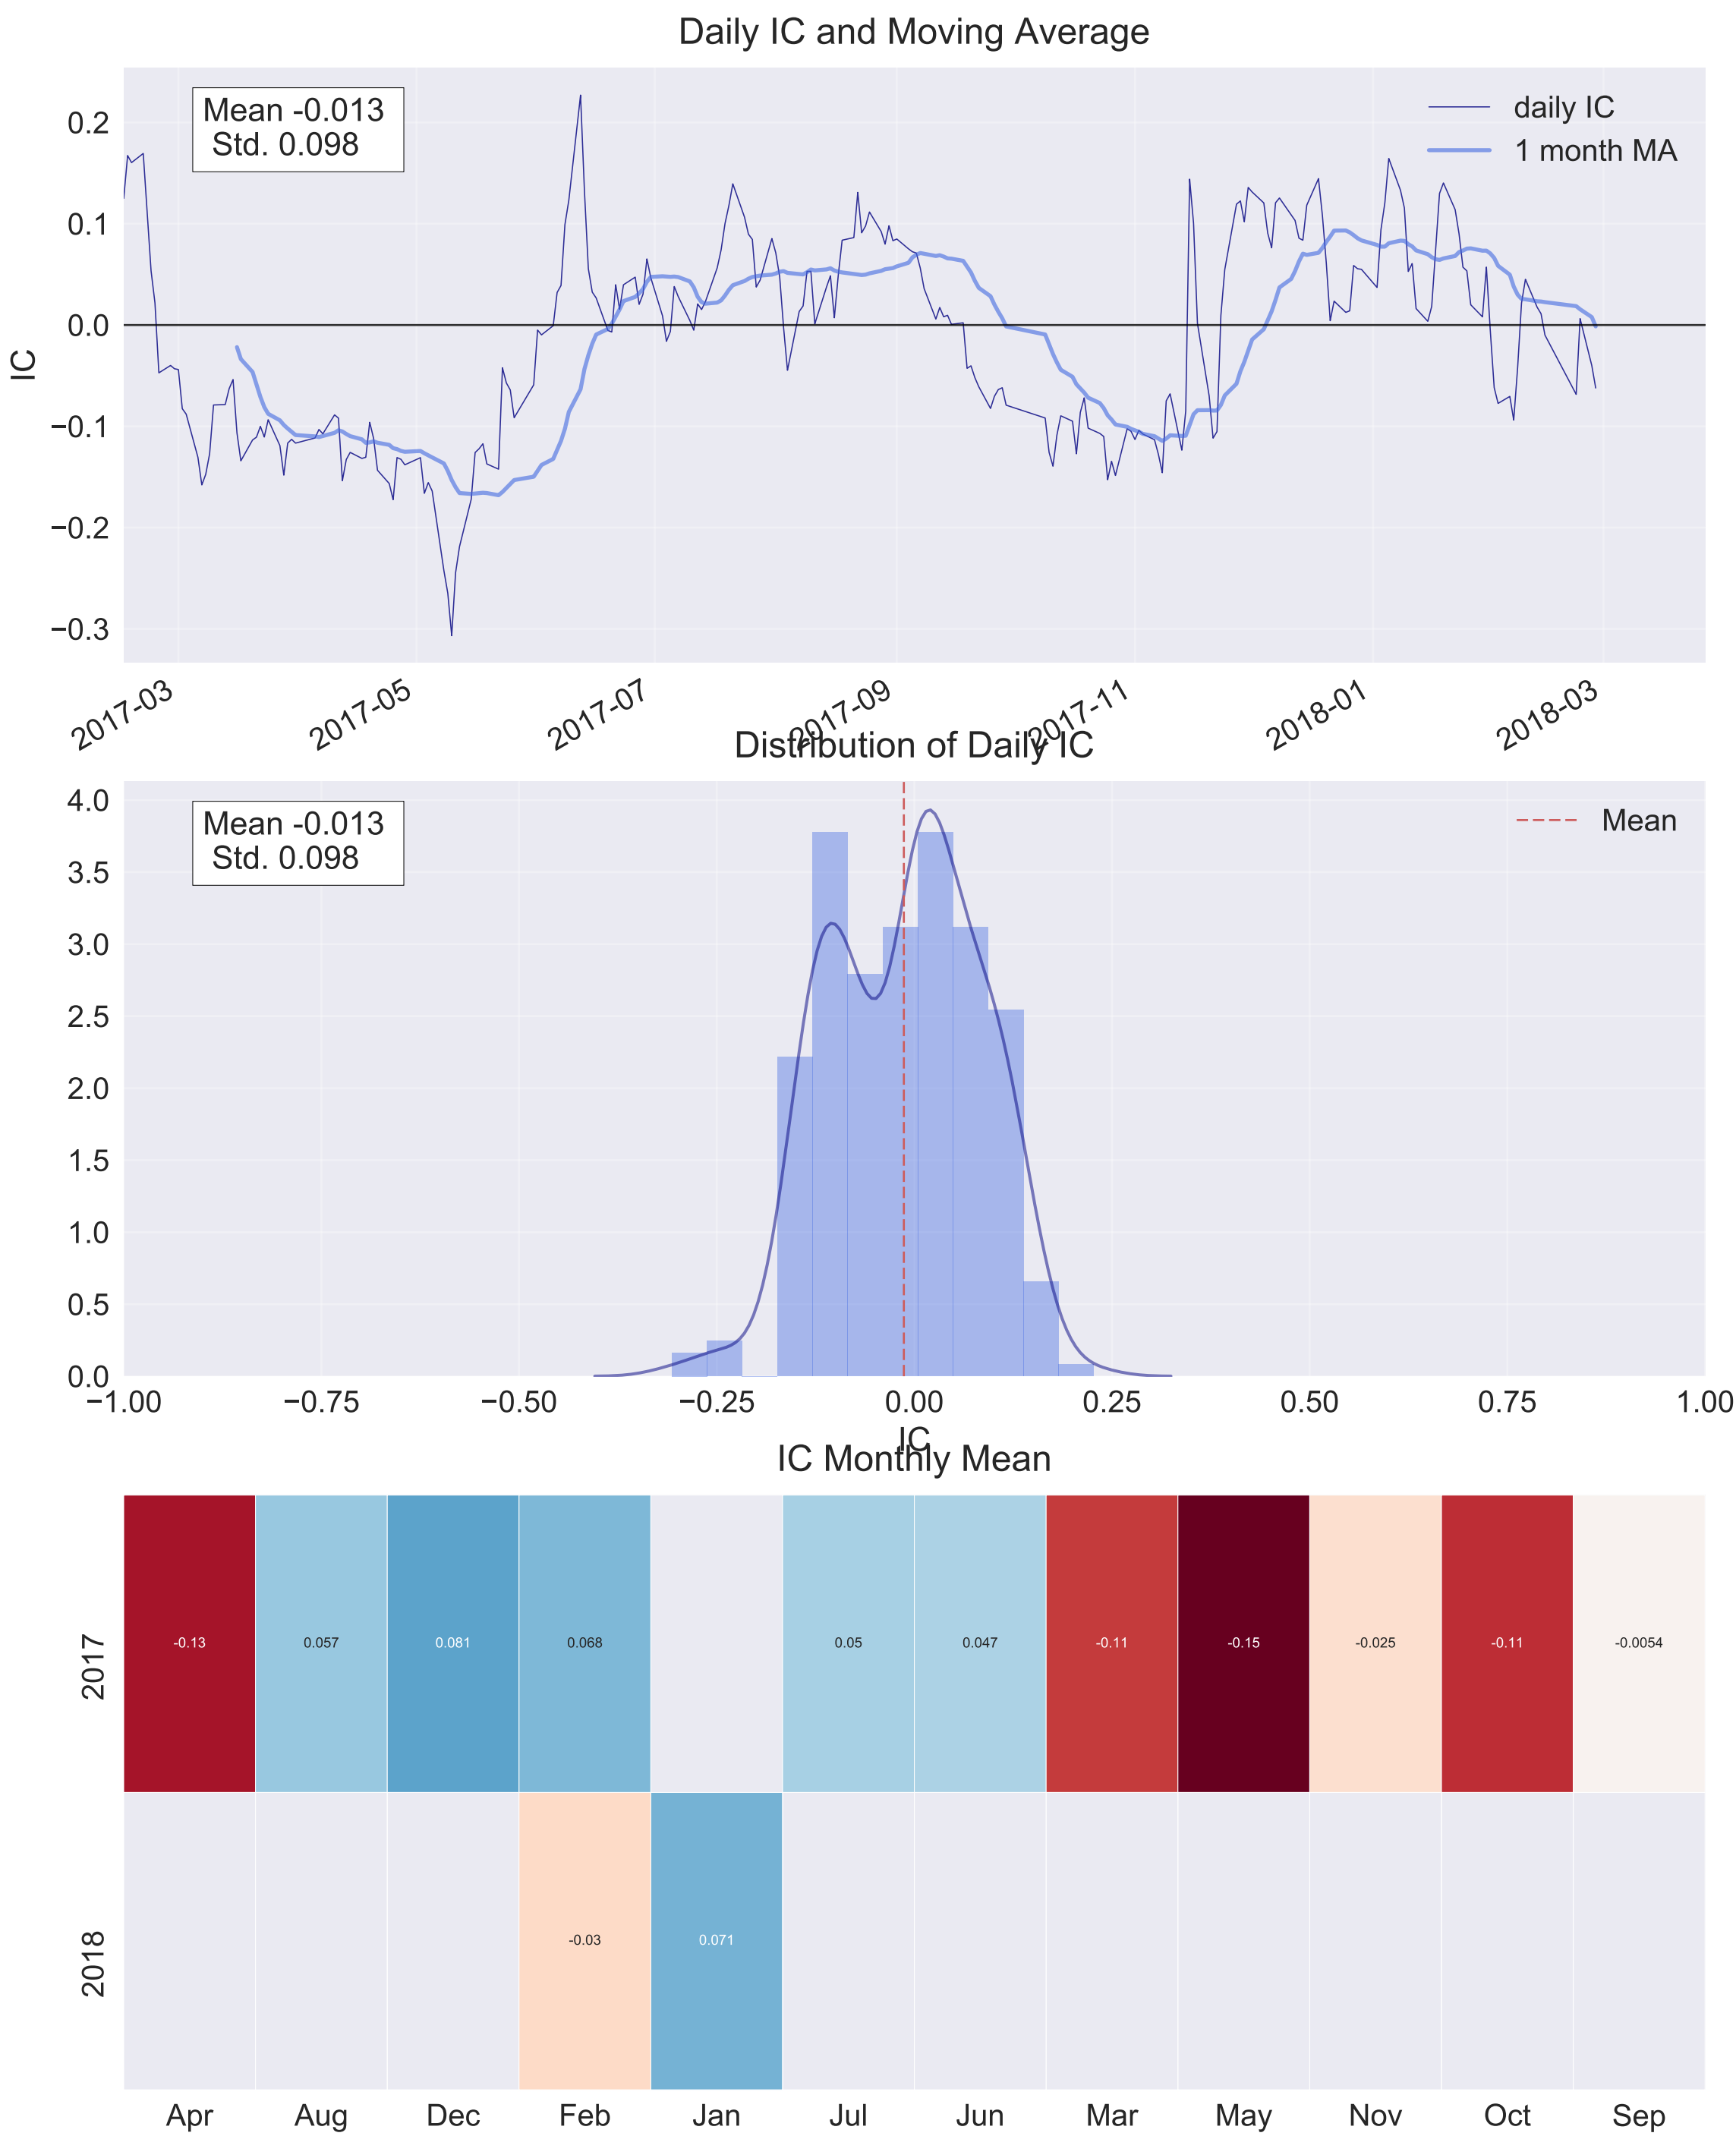 Daily IC and Moving Average
Mean -0.013
Std. 0.098
daily IC
1 month MA
0.2
0.1
0.0
−0.1
−0.2
−0.3
IC
2017-03 2017-05 2017-07 2017-09 2017-11 2018-01 2018-03
Distribution of Daily IC
Mean -0.013
Std. 0.098
Mean
4.0
3.5
3.0
2.5
2.0
1.5
1.0
0.5
0.0
−1.00 −0.75 −0.50 −0.25 0.00 0.25 0.50 0.75 1.00
IC
IC Monthly Mean
2017
-0.13 0.057 0.081 0.068 0.05 0.047 -0.11 -0.15 -0.025 -0.11 -0.0054
2018
-0.03 0.071
Apr Aug Dec Feb Jan Jul Jun Mar May Nov Oct Sep